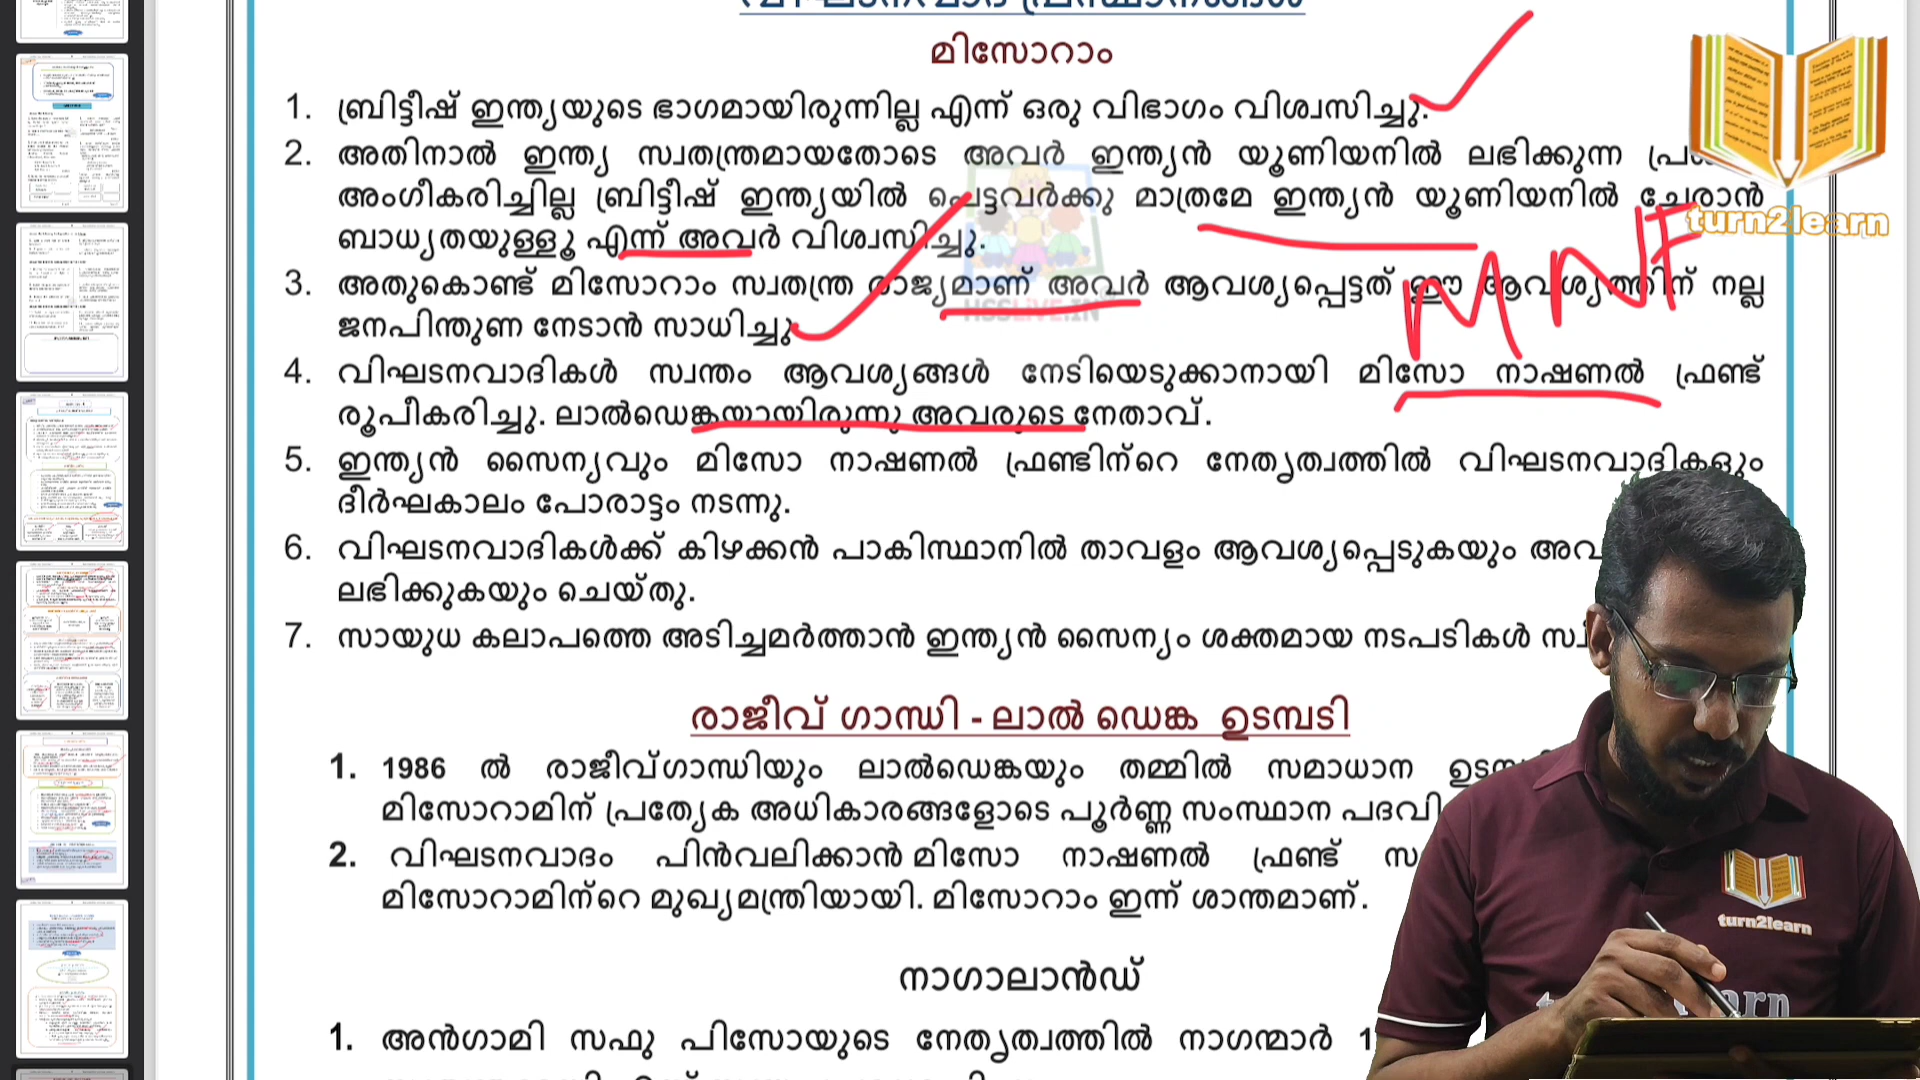 വിഘടനവാദ പ്രസ്ഥാനങ്ങൾ
മിസോറാം
1. ബ്രിട്ടീഷ് ഇന്ത്യയുടെ ഭാഗമായിരുന്നില്ല എന്ന് ഒരു വിഭാഗം വിശ്വസിച്ചു.
2. അതിനാൽ ഇന്ത്യ സ്വതന്ത്രമായതോടെ അവർ ഇന്ത്യൻ യൂണിയനിൽ ലഭിക്കുന്ന
അംഗീകരിച്ചില്ല ബ്രിട്ടീഷ് ഇന്ത്യയിൽ പെട്ടവർക്കു മാത്രമേ ഇന്ത്യൻ യൂണിയനിൽ ചേരാൻ
ബാധ്യതയുള്ളൂ എന്ന് അവർ വിശ്വസിച്ചു.
3. അതുകൊണ്ട് മിസോറാം സ്വതന്ത്ര രാജ്യമാണ് അവർ ആവശ്യപ്പെട്ടത് ഈ ആവശ്യത്തിന് നല്ല
ജനപിന്തുണ നേടാൻ സാധിച്ചു
4. വിഘടനവാദികൾ സ്വന്തം ആവശ്യങ്ങൾ നേടിയെടുക്കാനായി മിസോ നാഷണൽ ഫ്രണ്ട്
രൂപീകരിച്ചു. ലാൽഡെങ്കയായിരുന്നു അവരുടെ നേതാവ്.
5. ഇന്ത്യൻ സൈന്യവും മിസോ നാഷണൽ ഫ്രണ്ടിന്റെ നേതൃത്വത്തിൽ വിഘടനവാദികളും
ദീർഘകാലം പോരാട്ടം നടന്നു.
6. വിഘടനവാദികൾക്ക് കിഴക്കൻ പാകിസ്ഥാനിൽ താവളം ആവശ്യപ്പെടുകയും
ലഭിക്കുകയും ചെയ്തു.
7. സായുധ കലാപത്തെ അടിച്ചമർത്താൻ ഇന്ത്യൻ സൈന്യം ശക്തമായ നടപടികൾ
MNF
HSSLIVE.IN
turn2learn
രാജീവ് ഗാന്ധി - ലാൽ ഡെങ്ക ഉടമ്പടി
1. 1986 ൽ രാജീവ്ഗാന്ധിയും ലാൽഡെങ്കയും തമ്മിൽ സമാധാന
മിസോറാമിന് പ്രത്യേക അധികാരങ്ങളോടെ പൂർണ്ണ സംസ്ഥാന പദവി
2. വിഘടനവാദം പിൻവലിക്കാൻ മിസോ നാഷണൽ ഫ്രണ്ട്
മിസോറാമിന്റെ മുഖ്യമന്ത്രിയായി. മിസോറാം ഇന്ന് ശാന്തമാണ്.
turn2learn
നാഗാലാൻഡ്
1. അൻഗാമി സഫു പിസോയുടെ നേതൃത്വത്തിൽ നാഗന്മാർ